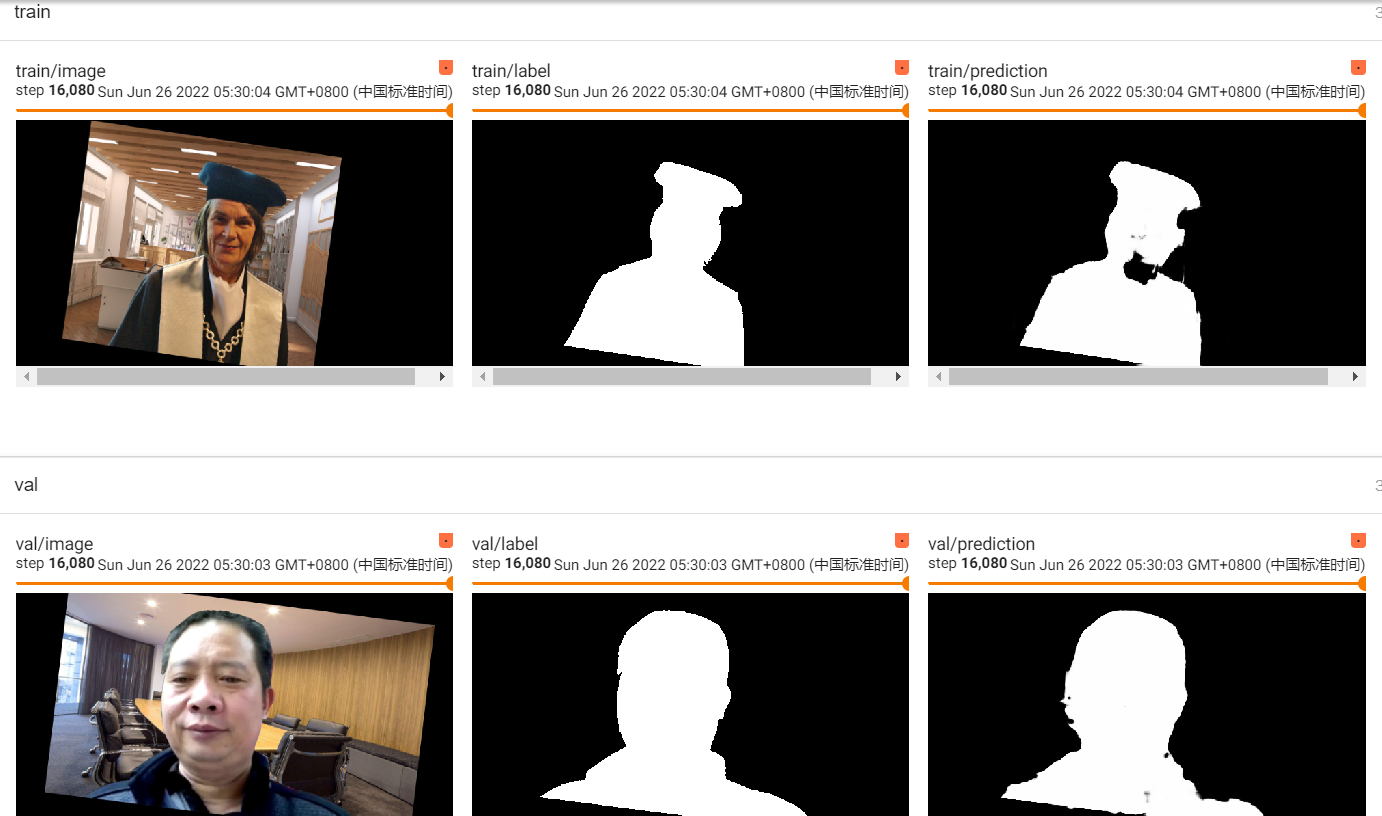 train
3
train/image
step 16,080 Sun Jun 26 2022 05:30:04 GMT+0800 (中国标准时间)
train/label
step 16,080 Sun Jun 26 2022 05:30:04 GMT+0800 (中国标准时间)
train/prediction
step 16,080 Sun Jun 26 2022 05:30:04 GMT+0800 (中国标准时间)
val
3
val/image
step 16,080 Sun Jun 26 2022 05:30:03 GMT+0800 (中国标准时间)
val/label
step 16,080 Sun Jun 26 2022 05:30:03 GMT+0800 (中国标准时间)
val/prediction
step 16,080 Sun Jun 26 2022 05:30:03 GMT+0800 (中国标准时间)